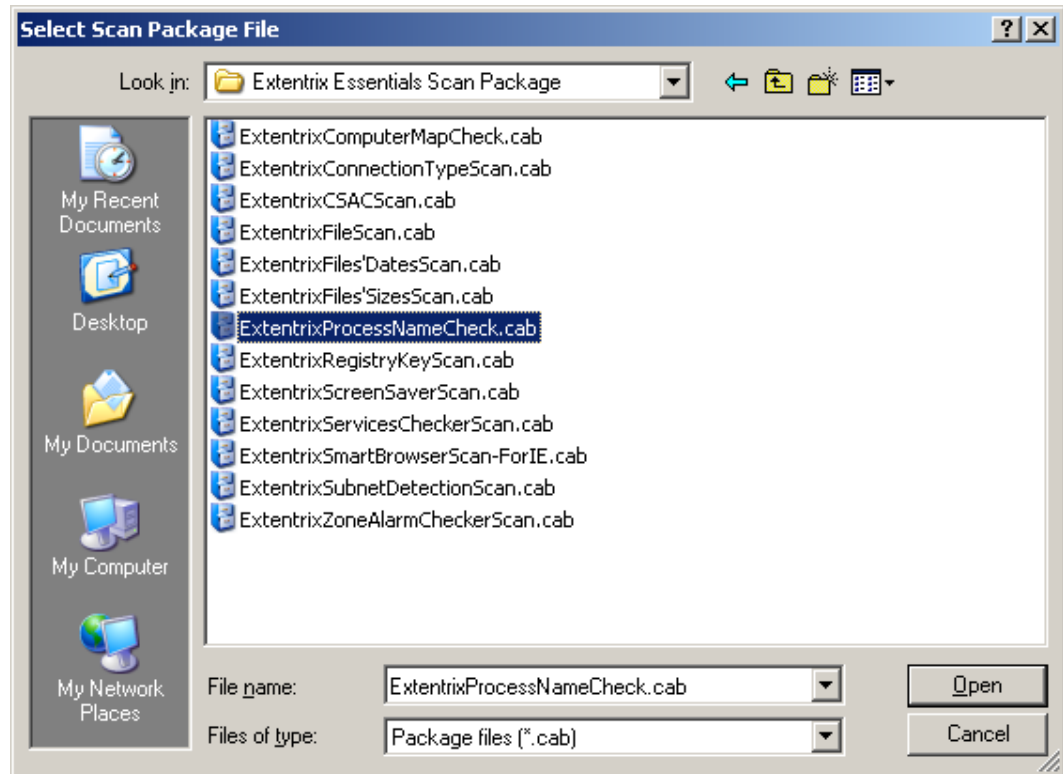 Select Scan Package File
Look in:
Extentrix Essentials Scan Package
My Recent
Documents
Desktop
My Documents
My Computer
My Network
Places
ExtentrixComputerMapCheck.cab
ExtentrixConnectionTypeScan.cab
ExtentrixCSACScan.cab
ExtentrixFileScan.cab
ExtentrixFiles'DatesScan.cab
ExtentrixFiles'SizesScan.cab
ExtentrixProcessNameCheck.cab
ExtentrixRegistryKeyScan.cab
ExtentrixScreenSaverScan.cab
ExtentrixServicesCheckerScan.cab
ExtentrixSmartBrowserScan-ForIE.cab
ExtentrixSubnetDetectionScan.cab
ExtentrixZoneAlarmCheckerScan.cab
File name:
ExtentrixProcessNameCheck.cab
Open
Files of type:
Package files (*.cab)
Cancel